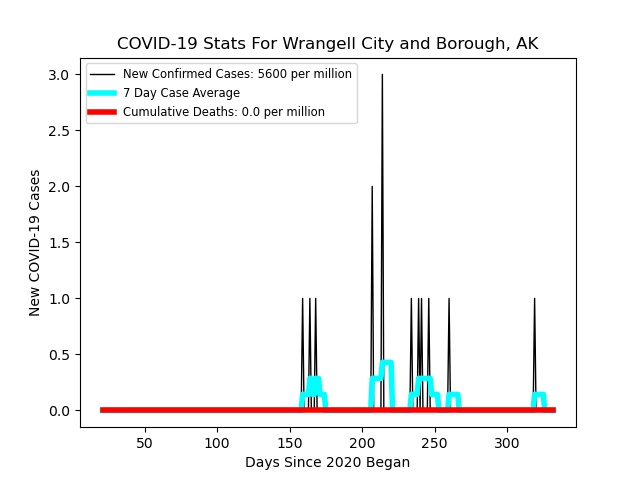 COVID-19 Stats For Wrangell City and Borough, AK
New Confirmed Cases: 5600 per million
7 Day Case Average
Cumulative Deaths: 0.0 per million
3.0
2.5
2.0
1.5
1.0
0.5
0.0
New COVID-19 Cases
50
100
150
200
250
300
Days Since 2020 Began